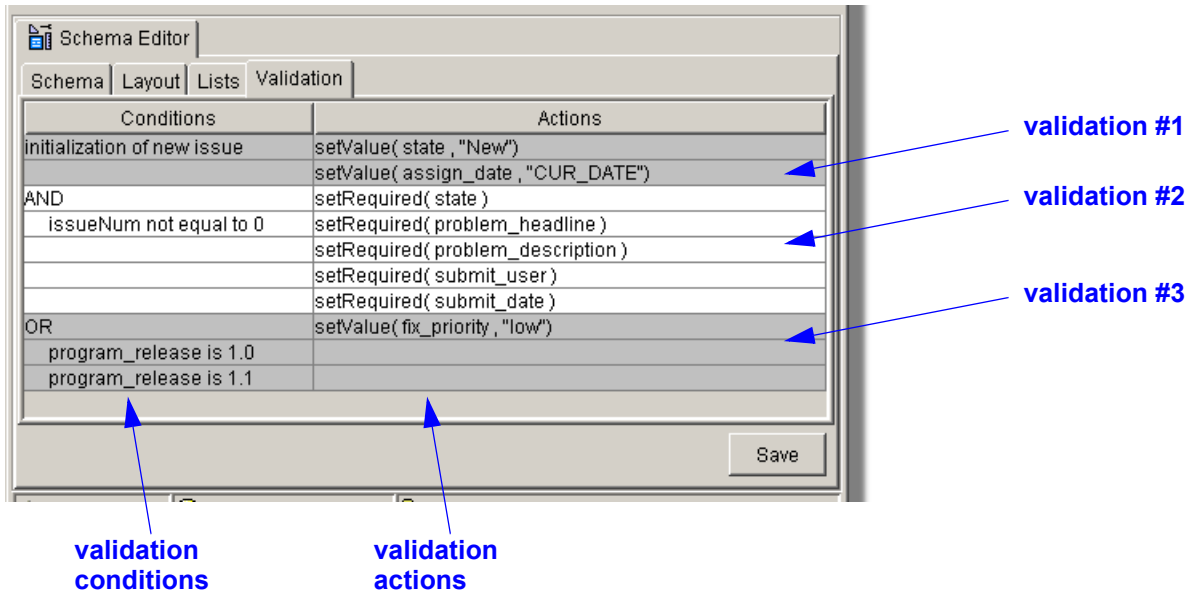 Schema Editor
Schema Layout Lists Validation
Conditions Actions
initialization of new issue setValue( state , "New")
setValue( assign_date , "CUR_DATE")
AND setRequired( state )
issueNum not equal to 0 setRequired( problem_headline )
setRequired( problem_description )
setRequired( submit_user )
setRequired( submit_date )
OR setValue( fix_priority , "low")
program_release is 1.0
program_release is 1.1
Save
validation #1
validation #2
validation #3
validation
conditions
validation
actions